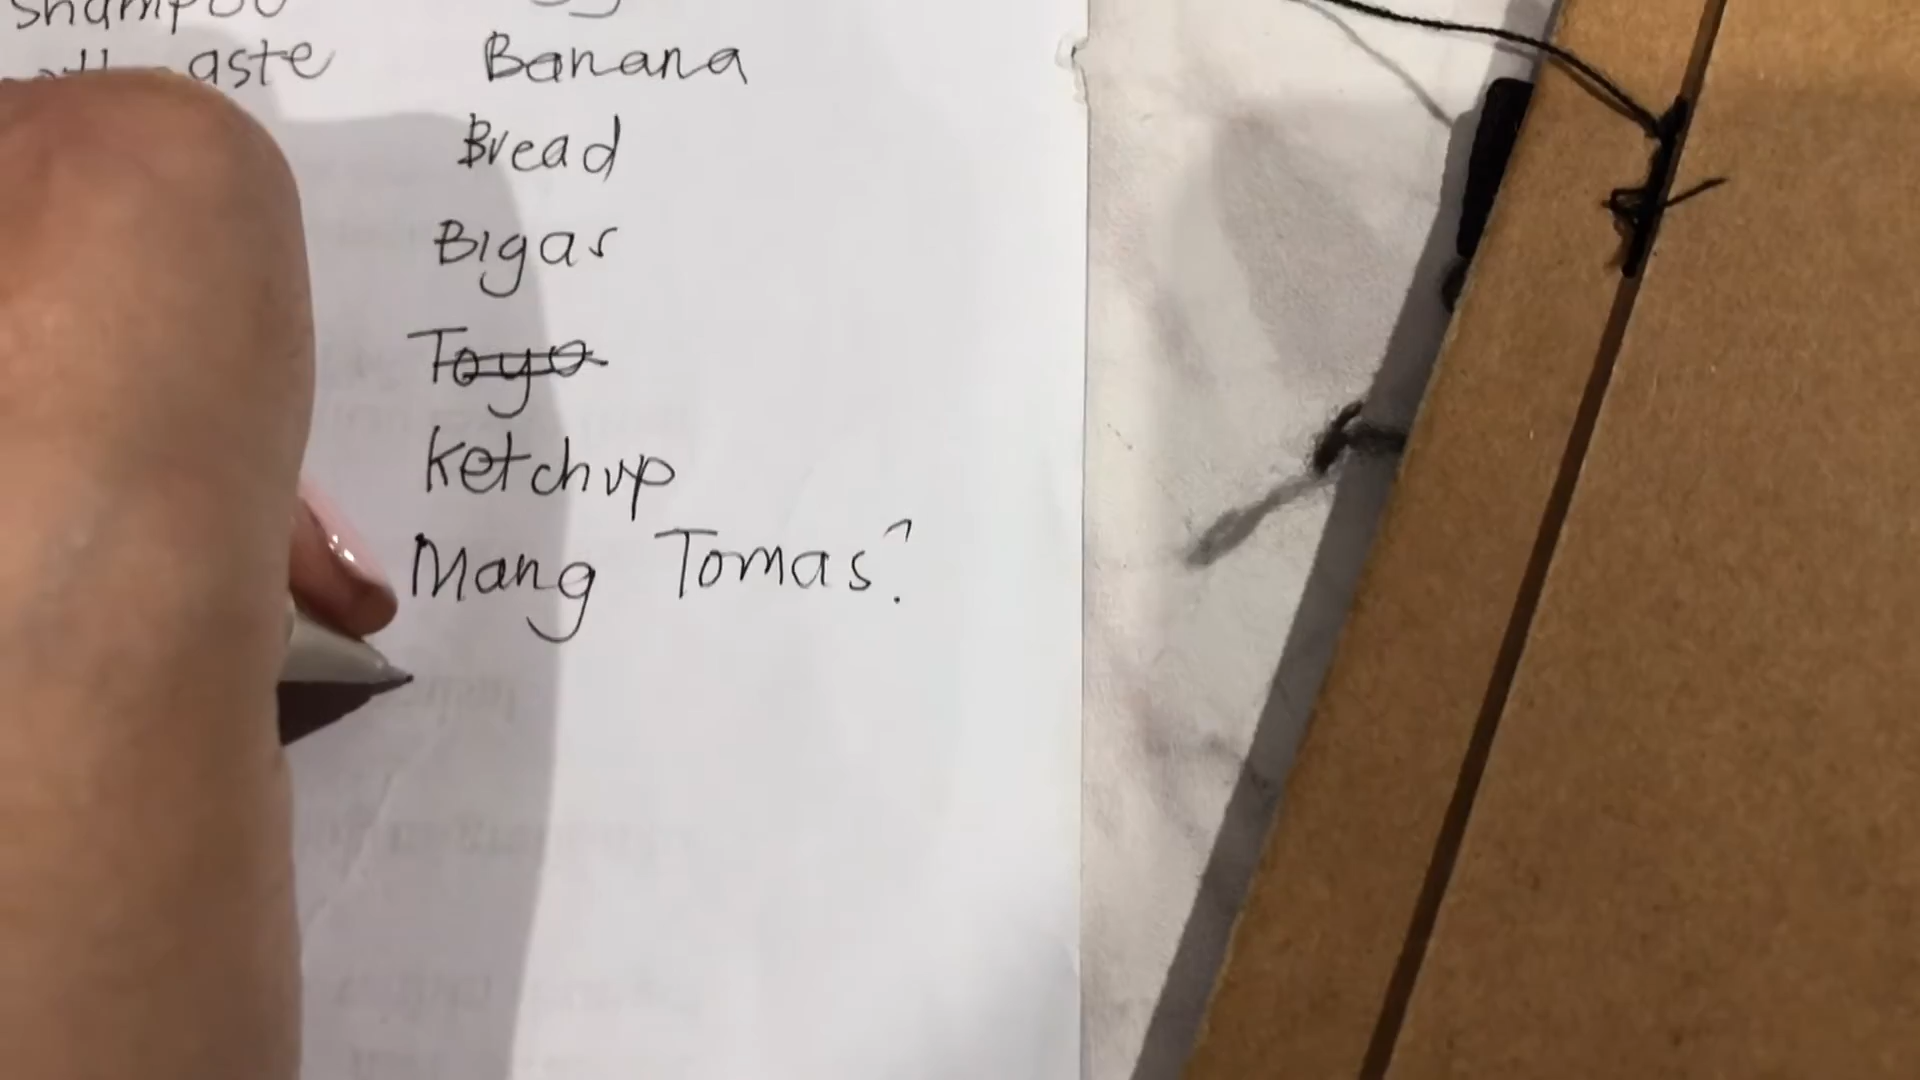 shampoo
aste
Banana
Bread
Bigas
Toyo
Ketchup
Mang Tomas?